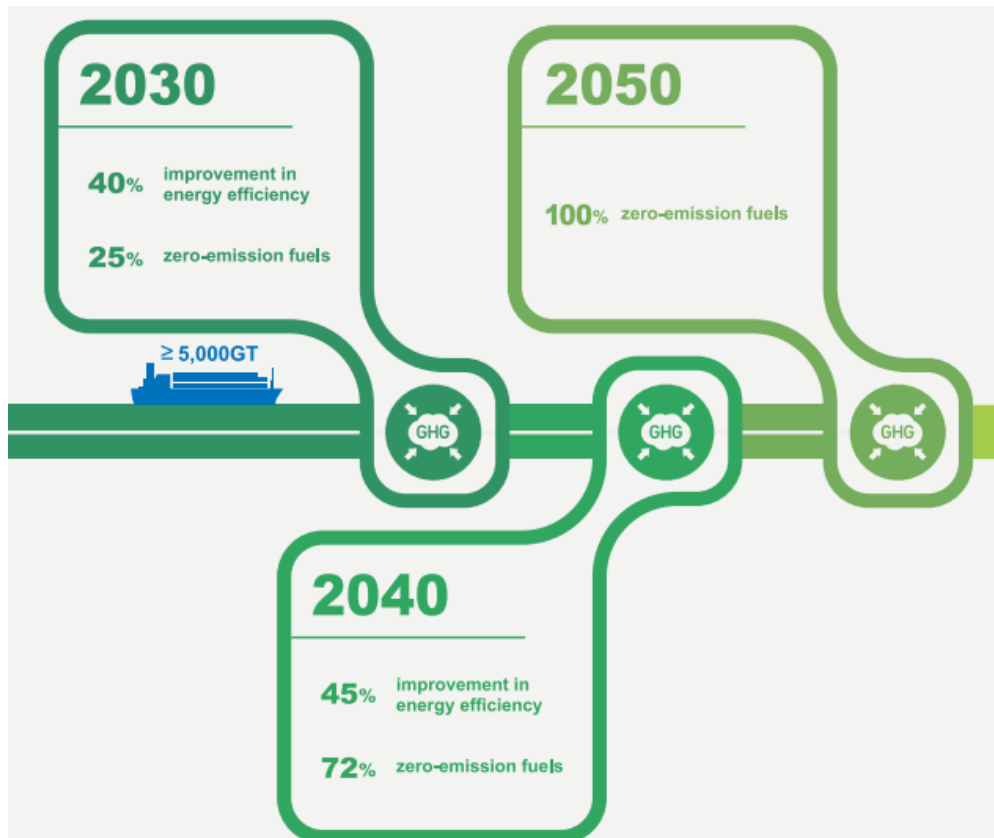 2030
40% improvement in
energy efficiency
25% zero-emission fuels
2050
100% zero-emission fuels
≥ 5,000GT
GHG
GHG
GHG
2040
45% improvement in
energy efficiency
72% zero-emission fuels